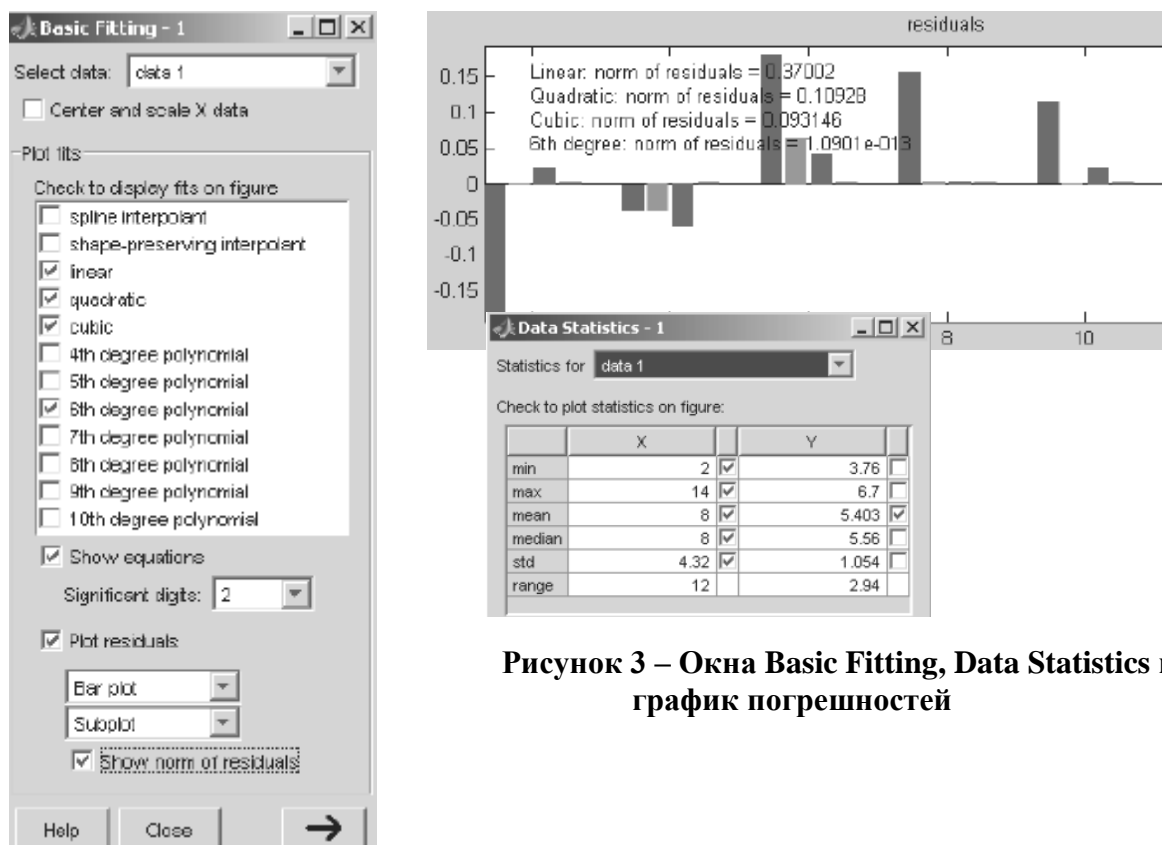 Basic Fitting - 1
Select data: data 1
Center and scale X data
Plot fits
Check to display fits on figure
spline interpolant
shape-preserving interpolant
linear
quadratic
cubic
4th degree polynomial
5th degree polynomial
6th degree polynomial
7th degree polynomial
8th degree polynomial
9th degree polynomial
10th degree polynomial
Show equations
Significant digits: 2
Plot residuals
Bar plot
Subplot
Show norm of residuals
Help Close
residuals
0.15
0.1
0.05
0
-0.05
-0.1
-0.15
Linear: norm of residuals = 0.37002
Quadratic: norm of residuals = 0.10928
Cubic: norm of residuals = 0.093146
6th degree: norm of residuals = 1.0901e-013
8 10
Data Statistics - 1
Statistics for data 1
Check to plot statistics on figure:
X Y
min 2 3.76
max 14 6.7
mean 8 5.403
median 8 5.56
std 4.32 1.054
range 12 2.94
Рисунок 3 – Окна Basic Fitting, Data Statistics
график погрешностей